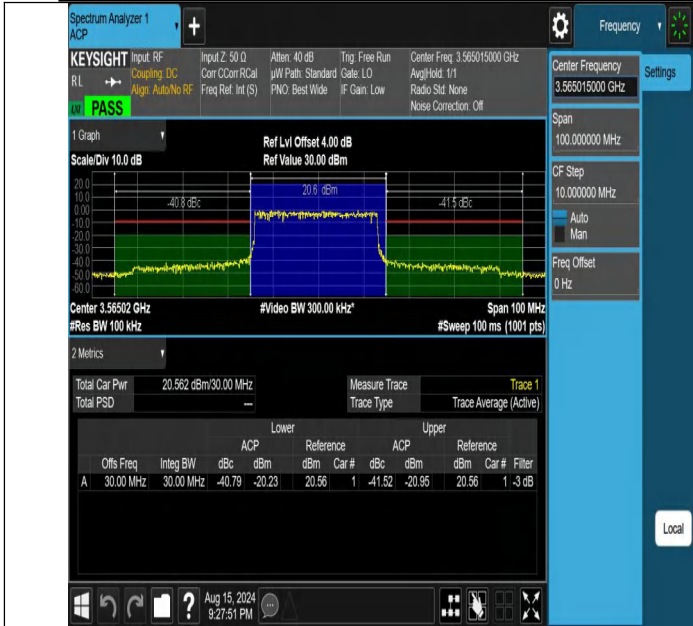 Spectrum Analyzer 1
ACP
Frequency
KEYSIGHT
RL
PASS
Input: RF
Coupling: DC
Align: Auto/No RF
Input Z: 50 Ω
Corr CCorr RCal
Freq Ref: Int (S)
Atten: 40 dB
µW Path: Standard
PNO: Best Wide
Trig: Free Run
Gate: LO
IF Gain: Low
Center Freq: 3.565015000 GHz
Avg|Hold: 1/1
Radio Std: None
Noise Correction: Off
1 Graph
Scale/Div 10.0 dB
Ref Lvl Offset 4.00 dB
Ref Value 30.00 dBm
20.0
10.0
0.00
-10.0
-20.0
-30.0
-40.0
-50.0
-60.0
-40.8 dBc
20.6 dBm
-41.5 dBc
Center 3.56502 GHz
#Video BW 300.00 kHz*
Span 100 MHz
#Res BW 100 kHz
#Sweep 100 ms (1001 pts)
2 Metrics
Total Car Pwr 20.562 dBm/30.00 MHz
Total PSD ---
Measure Trace Trace 1
Trace Type Trace Average (Active)
Lower Upper
ACP Reference ACP Reference
Offs Freq Integ BW dBc dBm dBm Car # dBc dBm dBm Car # Filter
A 30.00 MHz 30.00 MHz -40.79 -20.23 20.56 1 -41.52 -20.95 20.56 1 -3 dB
Center Frequency
3.565015000 GHz
Settings
Span
100.000000 MHz
CF Step
10.000000 MHz
Auto
Man
Freq Offset
0 Hz
Local
?
Aug 15, 2024
9:27:51 PM